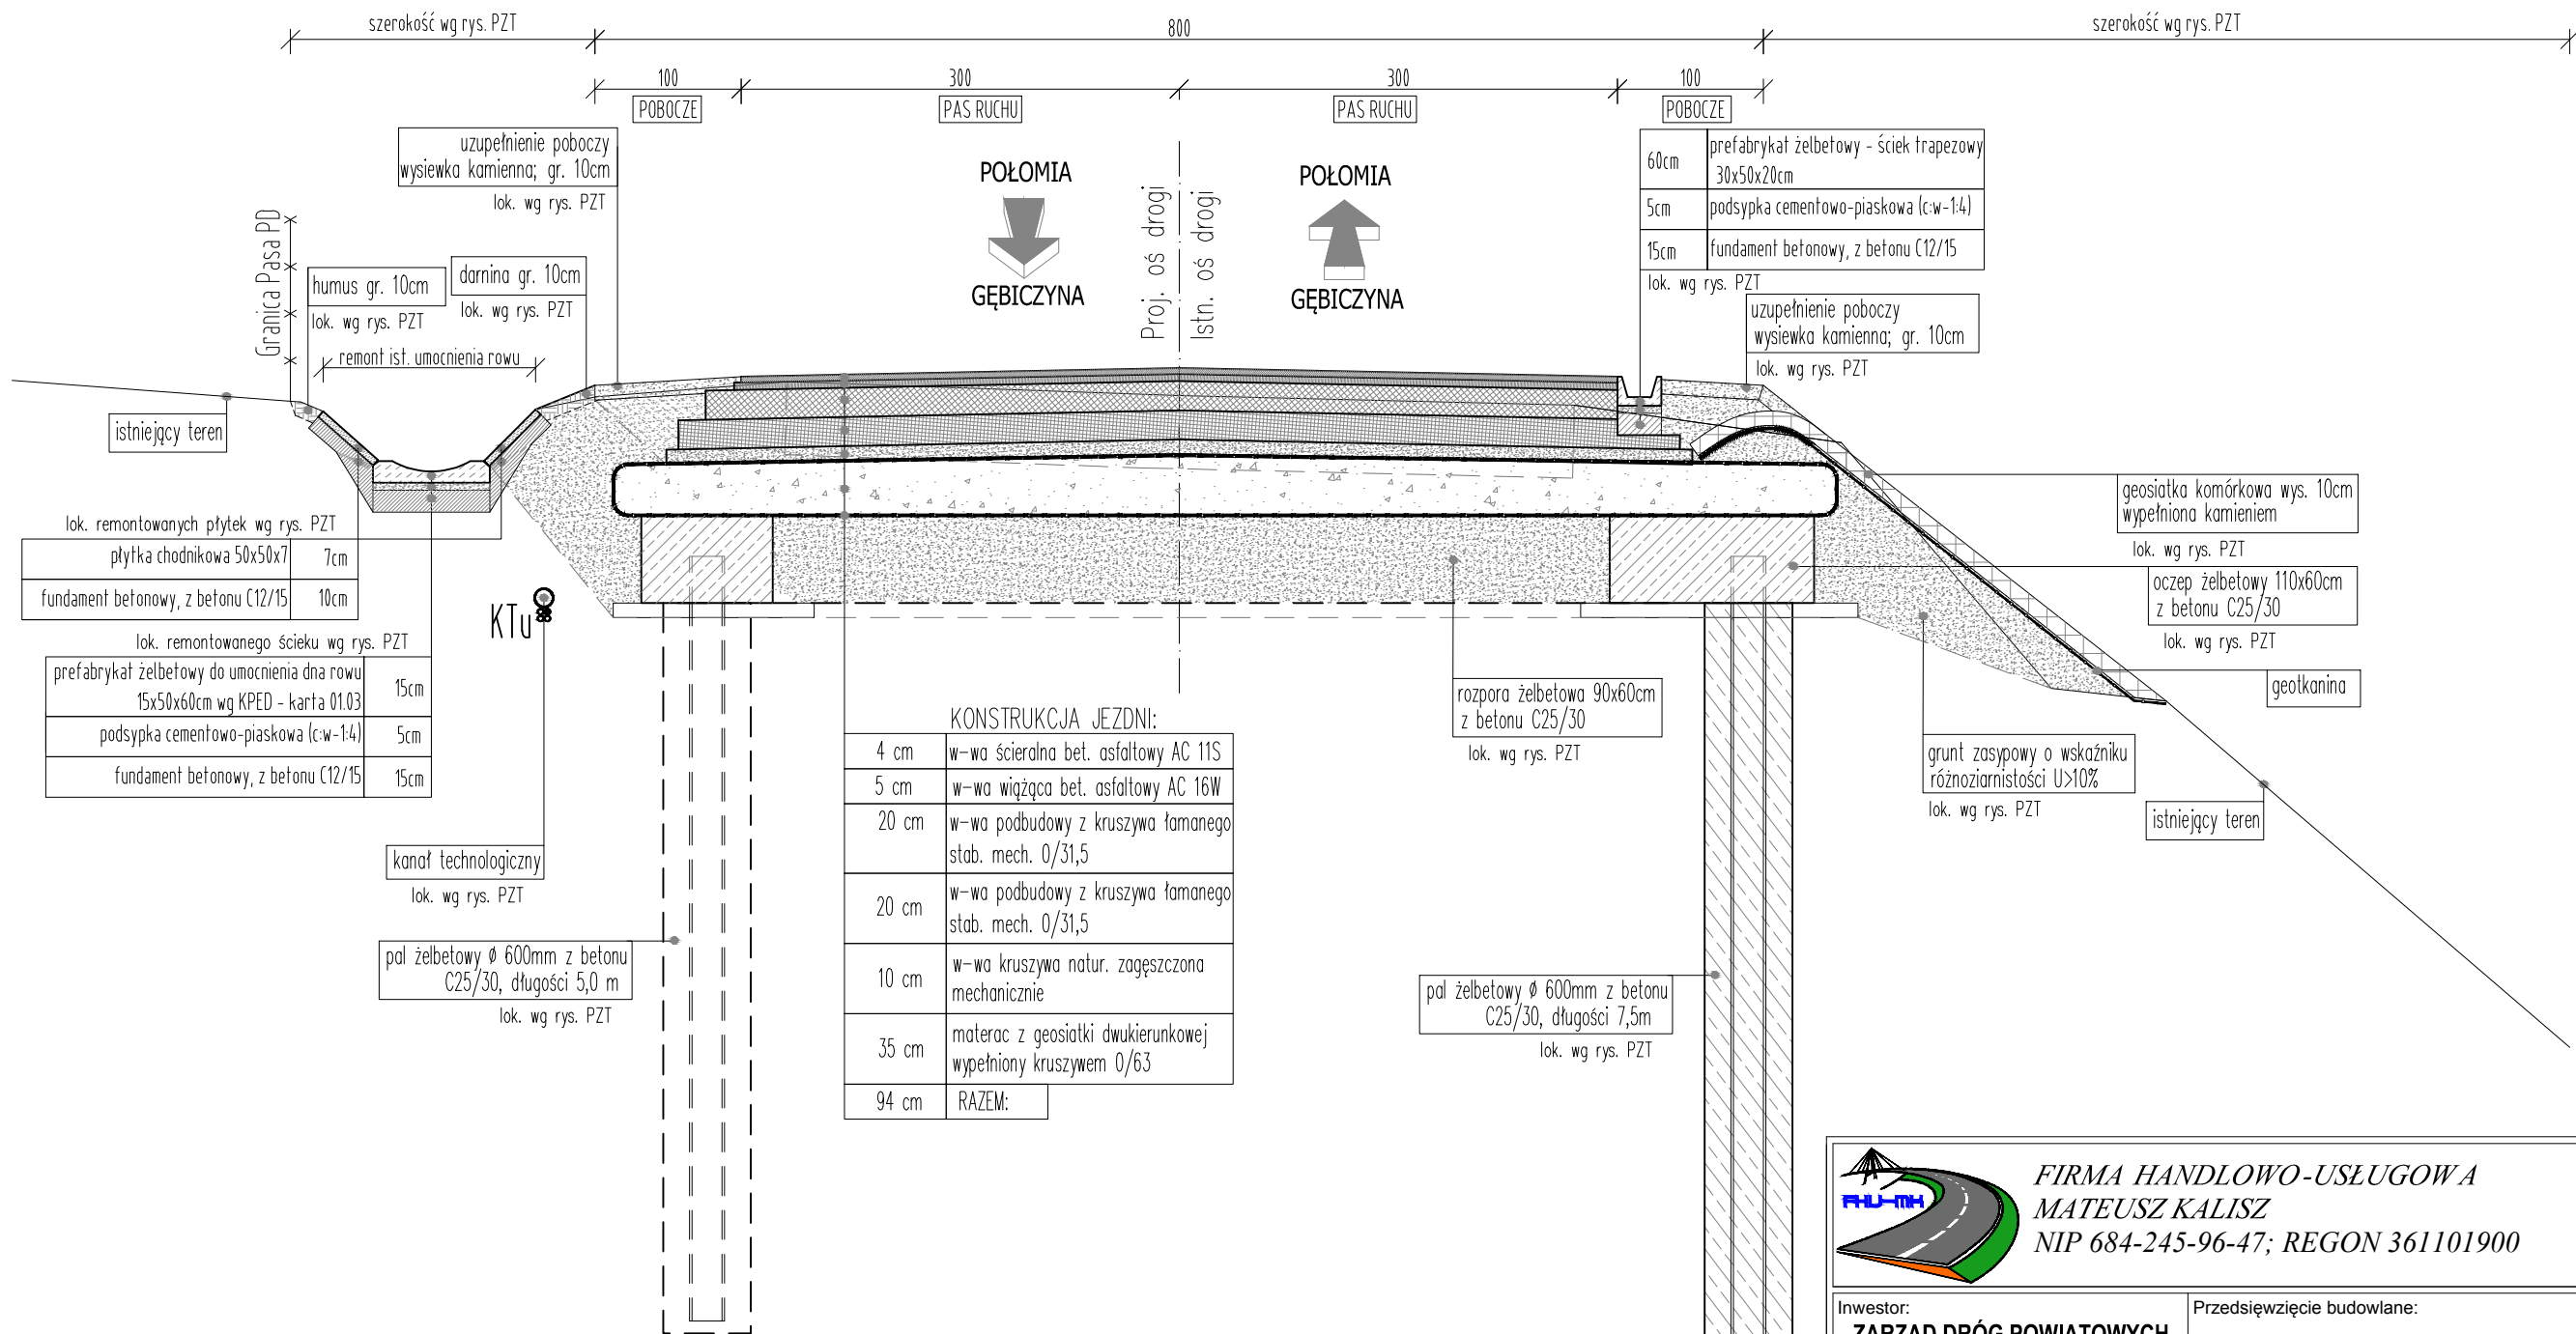 szerokość wg rys. PZT
800
szerokość wg rys. PZT
100
300
300
100
POBOCZE
PAS RUCHU
PAS RUCHU
POBOCZE
uzupełnienie poboczy
wysiewka kamienna; gr. 10cm
lok. wg rys. PZT
POŁOMIA
GĘBICZYNA
Proj. oś drogi
Istn. oś drogi
POŁOMIA
GĘBICZYNA
60cm
prefabrykat żelbetowy - ściek trapezowy
30x50x20cm
5cm
podsypka cementowo-piaskowa (c:w-1:4)
15cm
fundament betonowy, z betonu C12/15
lok. wg rys. PZT
uzupełnienie poboczy
wysiewka kamienna; gr. 10cm
lok. wg rys. PZT
Granica Pasa PD
humus gr. 10cm
lok. wg rys. PZT
darnina gr. 10cm
lok. wg rys. PZT
remont ist. umocnienia rowu
istniejący teren
lok. remontowanych płytek wg rys. PZT
płytka chodnikowa 50x50x7
7cm
fundament betonowy, z betonu C12/15
10cm
lok. remontowanego ścieku wg rys. PZT
prefabrykat żelbetowy do umocnienia dna rowu
15x50x60cm wg KPED - karta 01.03
15cm
podsypka cementowo-piaskowa (c:w-1:4)
5cm
fundament betonowy, z betonu C12/15
15cm
KTu
kanał technologiczny
lok. wg rys. PZT
pal żelbetowy ϕ 600mm z betonu
C25/30, długości 5,0 m
lok. wg rys. PZT
KONSTRUKCJA JEZDNI:
4 cm
w-wa ścieralna bet. asfaltowy AC 11S
5 cm
w-wa wiążąca bet. asfaltowy AC 16W
20 cm
w-wa podbudowy z kruszywa łamanego
stab. mech. 0/31,5
20 cm
w-wa podbudowy z kruszywa łamanego
stab. mech. 0/31,5
10 cm
w-wa kruszywa natur. zagęszczona
mechanicznie
35 cm
materac z geosiatki dwukierunkowej
wypełniony kruszywem 0/63
94 cm
RAZEM:
rozpora żelbetowa 90x60cm
z betonu C25/30
lok. wg rys. PZT
pal żelbetowy ϕ 600mm z betonu
C25/30, długości 7,5m
lok. wg rys. PZT
geosiatka komórkowa wys. 10cm
wypełniona kamieniem
lok. wg rys. PZT
oczep żelbetowy 110x60cm
z betonu C25/30
lok. wg rys. PZT
geotkanina
grunt zasypowy o wskaźniku
różnoziarnistości U>10%
lok. wg rys. PZT
istniejący teren
FHU-MK
FIRMA HANDLOWO-USŁUGOWA
MATEUSZ KALISZ
NIP 684-245-96-47; REGON 361101900
Inwestor:
ZARZĄD DRÓG POWIATOWYCH
Przedsięwzięcie budowlane: